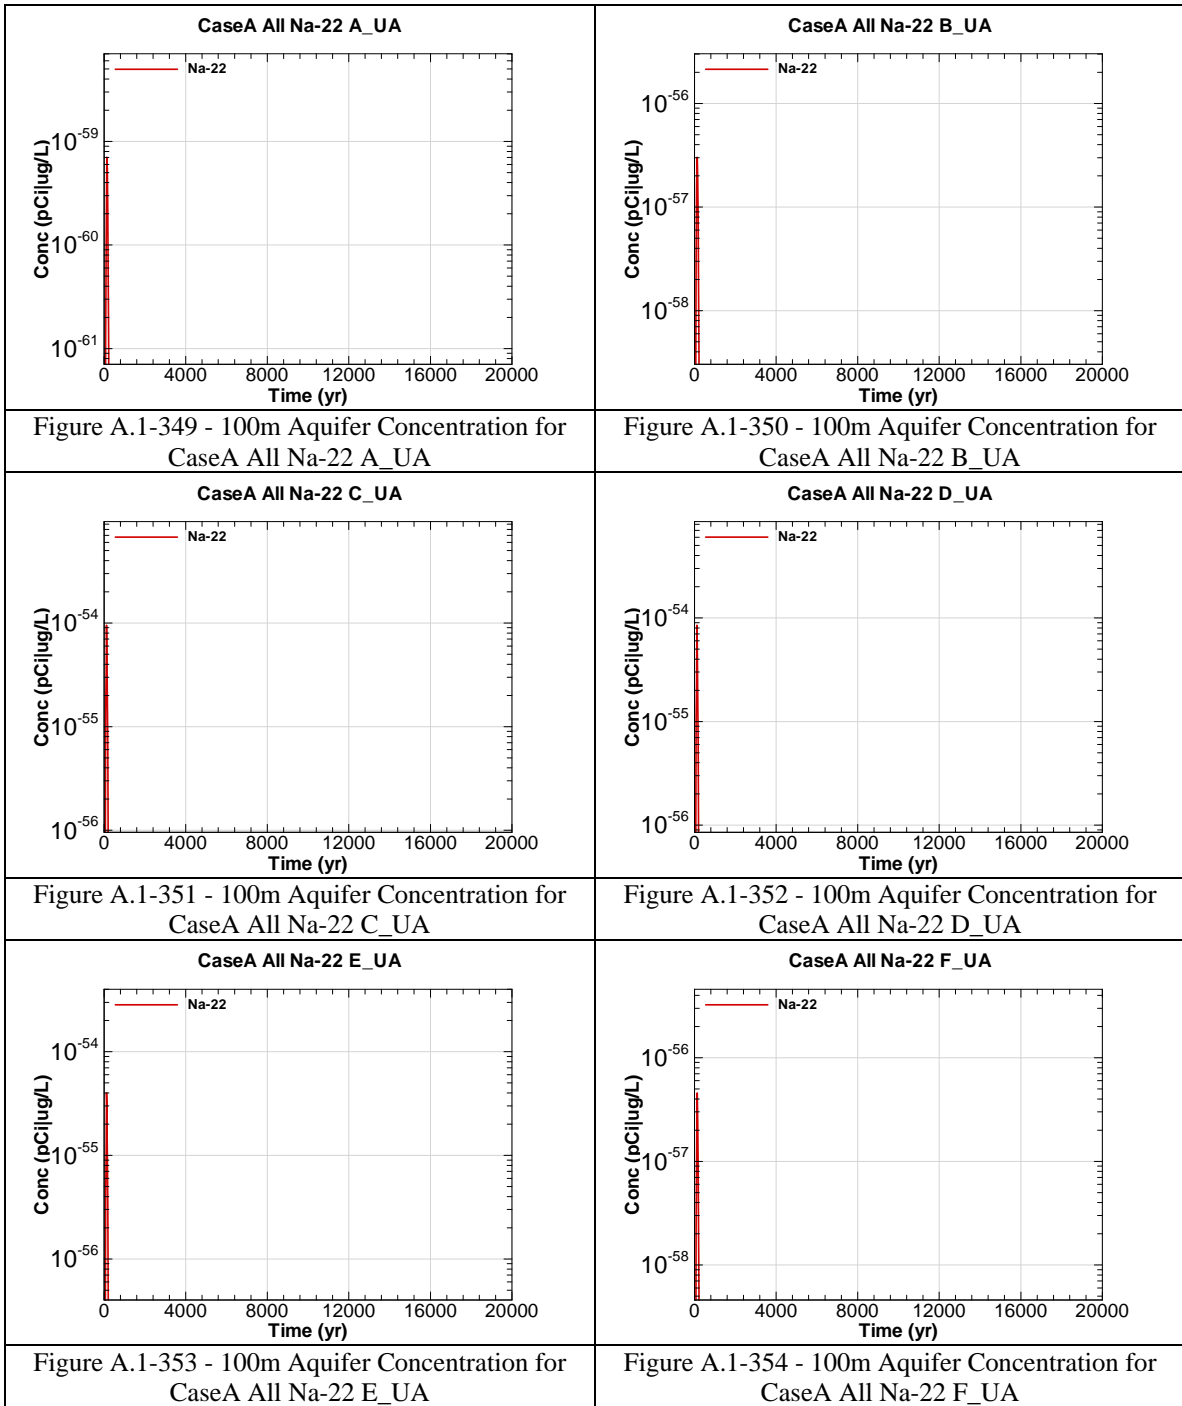 CaseA All Na-22 A_UA
Na-22
10-59
10-60
10-61
Conc (pCi|ug/L)
0 4000 8000 12000 16000 20000
Time (yr)
Figure A.1-349 - 100m Aquifer Concentration for
CaseA All Na-22 A_UA
CaseA All Na-22 B_UA
Na-22
10-56
10-57
10-58
Conc (pCi|ug/L)
0 4000 8000 12000 16000 20000
Time (yr)
Figure A.1-350 - 100m Aquifer Concentration for
CaseA All Na-22 B_UA
CaseA All Na-22 C_UA
Na-22
10-54
10-55
10-56
Conc (pCi|ug/L)
0 4000 8000 12000 16000 20000
Time (yr)
Figure A.1-351 - 100m Aquifer Concentration for
CaseA All Na-22 C_UA
CaseA All Na-22 D_UA
Na-22
10-54
10-55
10-56
Conc (pCi|ug/L)
0 4000 8000 12000 16000 20000
Time (yr)
Figure A.1-352 - 100m Aquifer Concentration for
CaseA All Na-22 D_UA
CaseA All Na-22 E_UA
Na-22
10-54
10-55
10-56
Conc (pCi|ug/L)
0 4000 8000 12000 16000 20000
Time (yr)
Figure A.1-353 - 100m Aquifer Concentration for
CaseA All Na-22 E_UA
CaseA All Na-22 F_UA
Na-22
10-56
10-57
10-58
Conc (pCi|ug/L)
0 4000 8000 12000 16000 20000
Time (yr)
Figure A.1-354 - 100m Aquifer Concentration for
CaseA All Na-22 F_UA